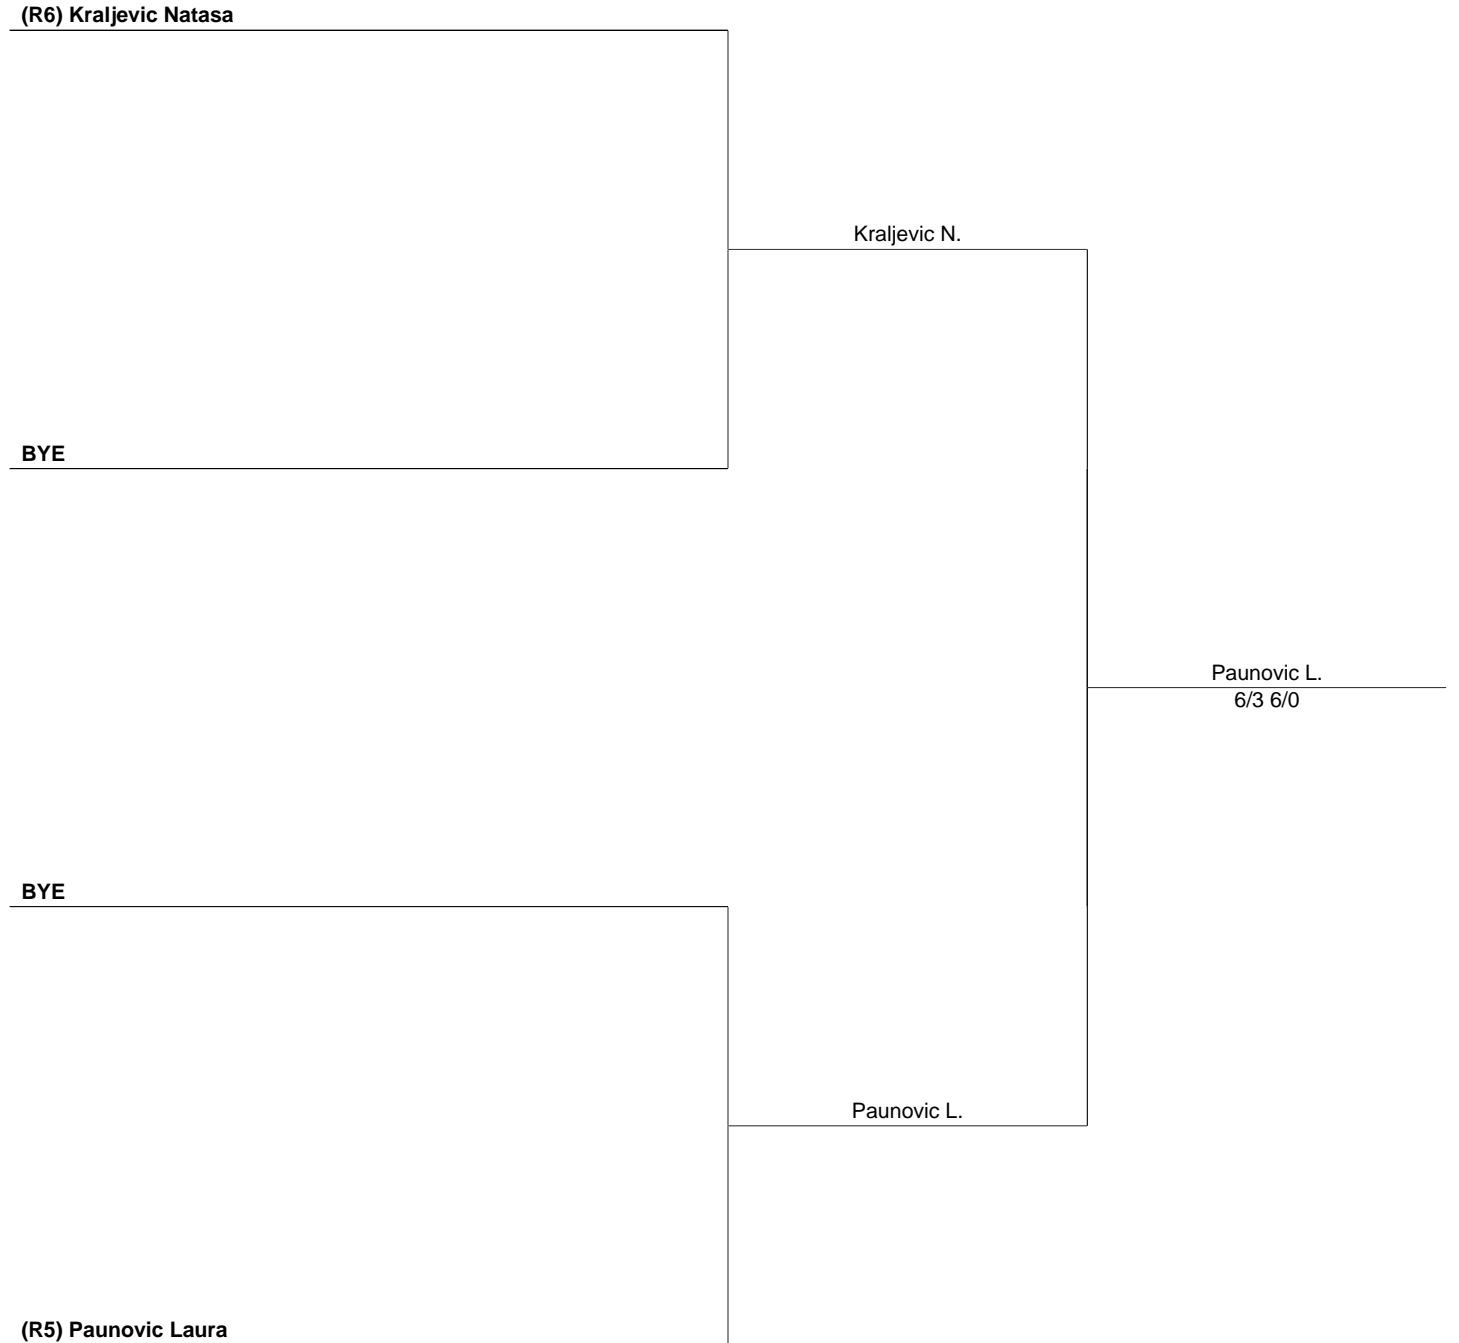 (R6) Kraljevic Natasa
Kraljevic N.
BYE
Paunovic L.
6/3 6/0
BYE
Paunovic L.
(R5) Paunovic Laura